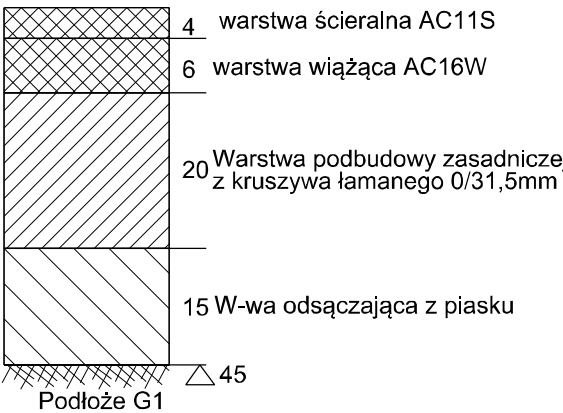 4 warstwa ścieralna AC11S
6 warstwa wiążąca AC16W
20 Warstwa podbudowy zasadniczej
z kruszywa łamanego 0/31,5mm
15 W-wa odsączająca z piasku
45
Podłoże G1